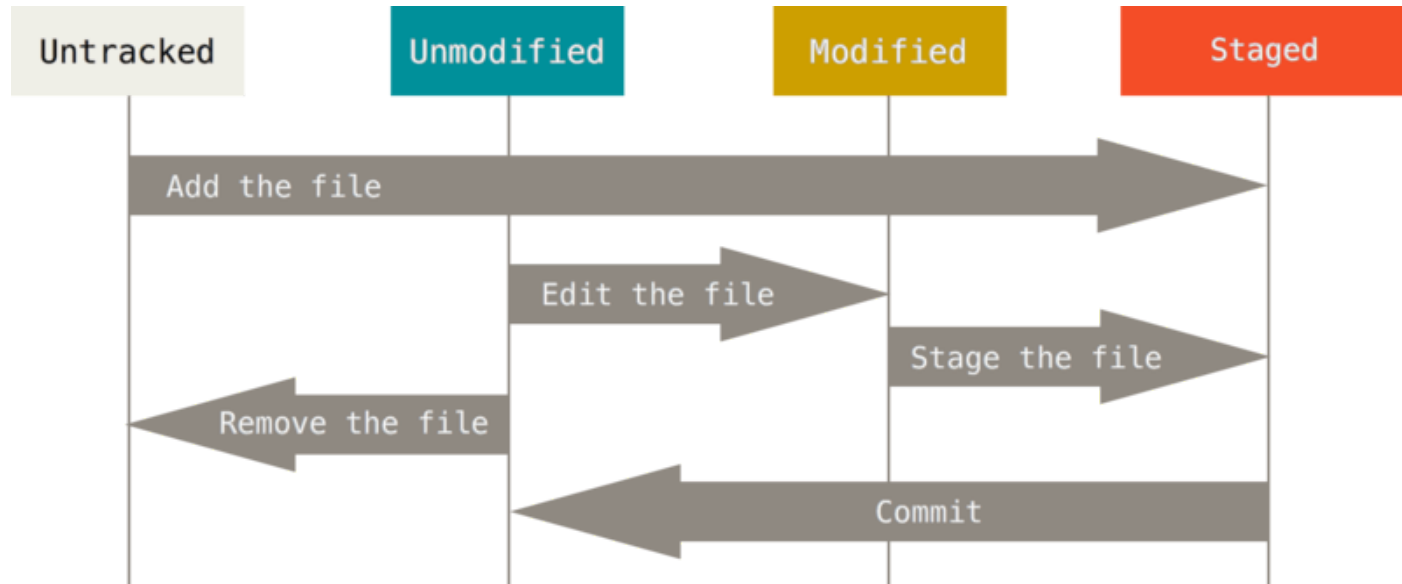 Untracked
Unmodified
Modified
Staged
Add the file
Edit the file
Stage the file
Remove the file
Commit